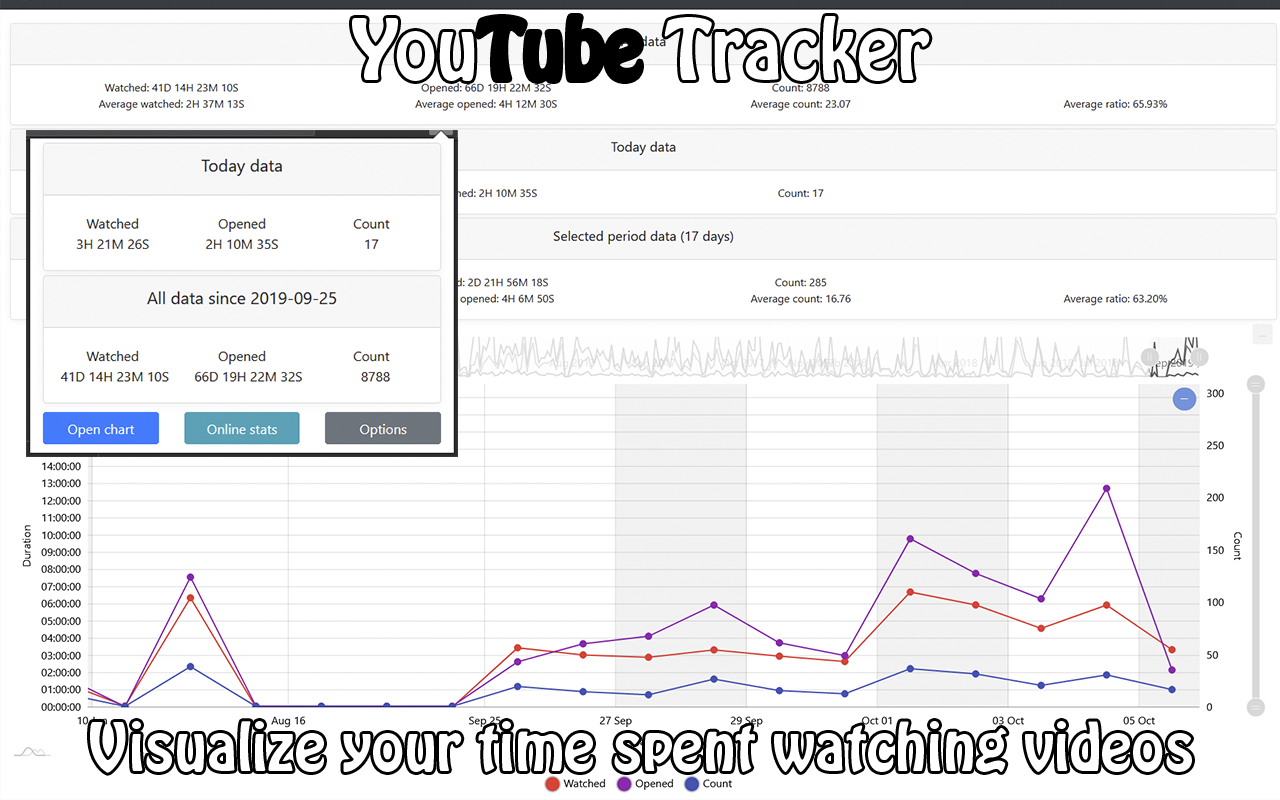 YouTube Tracker
data
Watched: 41D 14H 23M 10S
Opened: 66D 19H 22M 32S
Count: 8788
Average watched: 2H 37M 13S
Average opened: 4H 12M 30S
Average count: 23.07
Average ratio: 65.93%
Today data
2H 10M 35S
Count: 17
Selected period data (17 days)
2D 21H 56M 18S
Count: 285
opened: 4H 6M 50S
Average count: 16.76
Average ratio: 63.20%
Today data
Watched
Opened
Count
3H 21M 26S
2H 10M 35S
17
All data since 2019-09-25
Watched
Opened
Count
41D 14H 23M 10S
66D 19H 22M 32S
8788
Open chart
Online stats
Options
14:00:00
13:00:00
12:00:00
11:00:00
10:00:00
09:00:00
08:00:00
07:00:00
06:00:00
05:00:00
04:00:00
03:00:00
02:00:00
01:00:00
00:00:00
Duration
300
250
200
150
100
50
0
Count
Aug 16
Sep 25
27 Sep
29 Sep
Oct 01
03 Oct
05 Oct
Visualize your time spent watching videos
Watched
Opened
Count